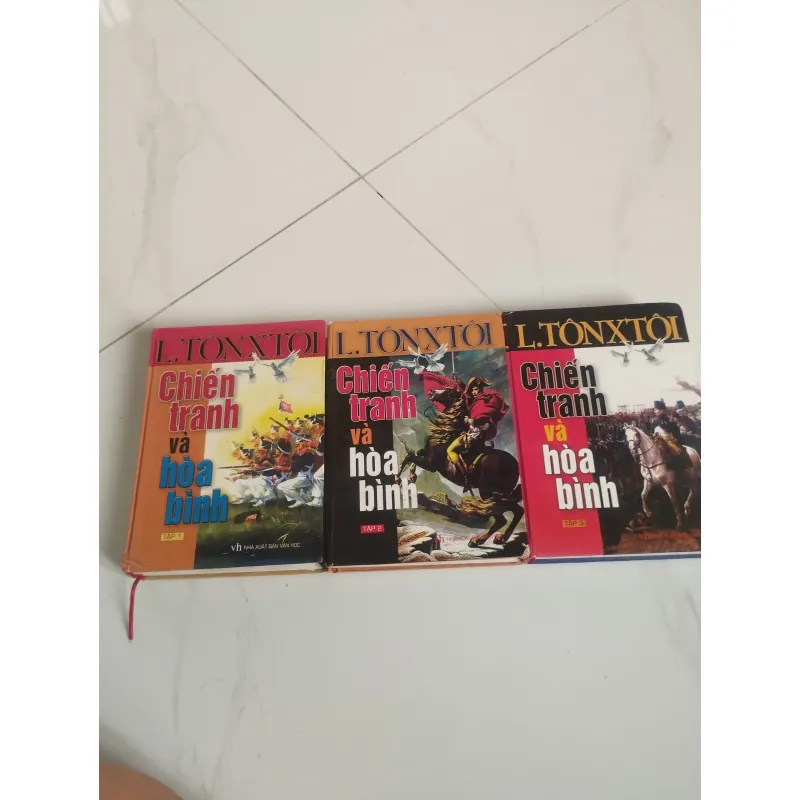 L.TÔNXTÔI
Chiến
tranh
và
hòa
bình
TẬP 1
vh NHÀ XUẤT BẢN VĂN HỌC
L.TÔNXTÔI
Chiến
tranh
và
hòa
bình
TẬP 2
L.TÔNXTÔI
Chiến
tranh
và
hòa
bình
TẬP 3